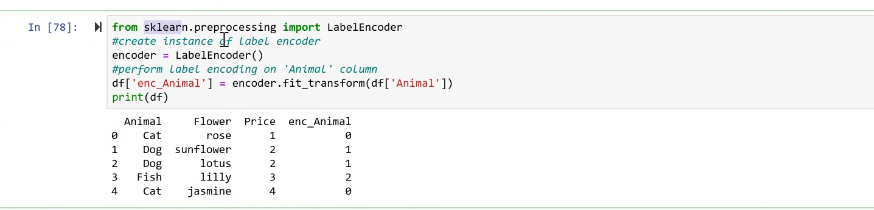 In [78]:
from sklearn.preprocessing import LabelEncoder
#create instance of label encoder
encoder = LabelEncoder()
#perform label encoding on 'Animal' column
df['enc_Animal'] = encoder.fit_transform(df['Animal'])
print(df)
Animal Flower Price enc_Animal
0 Cat rose 1 0
1 Dog sunflower 2 1
2 Dog lotus 2 1
3 Fish lilly 3 2
4 Cat jasmine 4 0